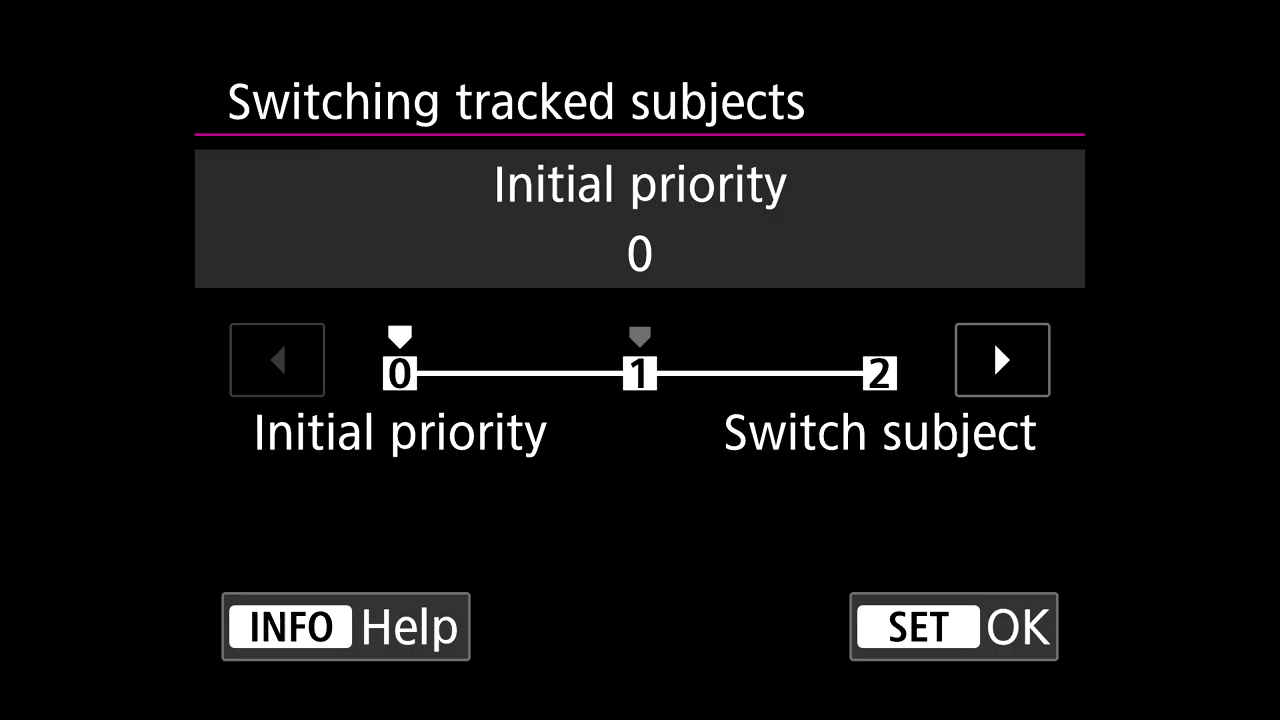 Switching tracked subjects
Initial priority
0
0 1 2
Initial priority Switch subject
INFO Help SET OK